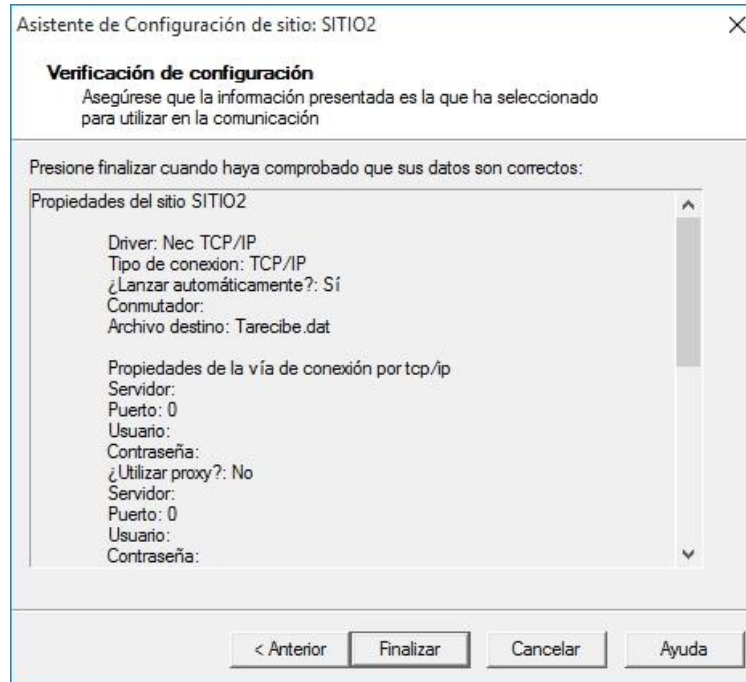 Asistente de Configuración de sitio: SITIO2
Verificación de configuración
Asegúrese que la información presentada es la que ha seleccionado
para utilizar en la comunicación
Presione finalizar cuando haya comprobado que sus datos son correctos:
Propiedades del sitio SITIO2
Driver: Nec TCP/IP
Tipo de conexion: TCP/IP
¿Lanzar automáticamente?: Sí
Conmutador:
Archivo destino: Tarecibe.dat
Propiedades de la vía de conexión por tcp/ip
Servidor:
Puerto: 0
Usuario:
Contraseña:
¿Utilizar proxy?: No
Servidor:
Puerto: 0
Usuario:
Contraseña:
< Anterior
Finalizar
Cancelar
Ayuda